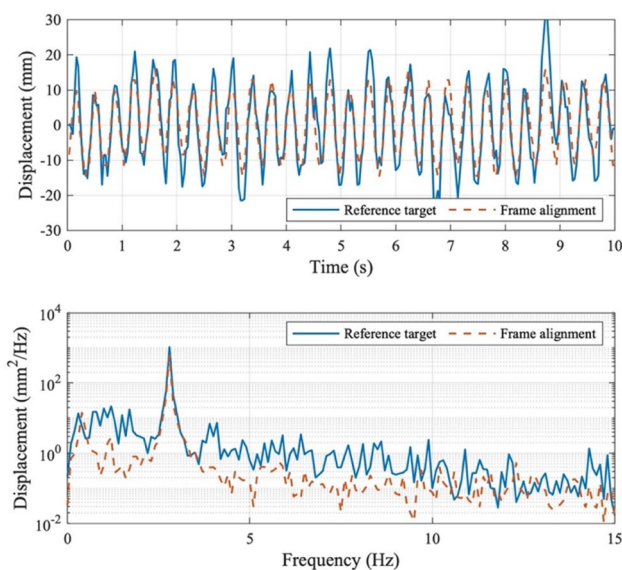 30
20
10
0
-10
-20
-30
Displacement (mm)
Reference target
Frame alignment
0 1 2 3 4 5 6 7 8 9 10
Time (s)
10^4
10^2
10^0
10^-2
Displacement (mm^2/Hz)
Reference target
Frame alignment
0 5 10 15
Frequency (Hz)